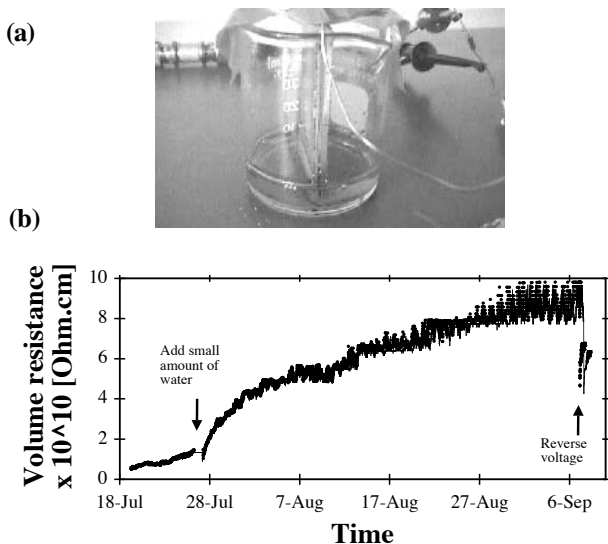 (a)
(b)
Volume resistance
x 10^10 [Ohm.cm]
10
8
6
4
2
0
Add small
amount of
water
Reverse
voltage
18-Jul 28-Jul 7-Aug 17-Aug 27-Aug 6-Sep
Time